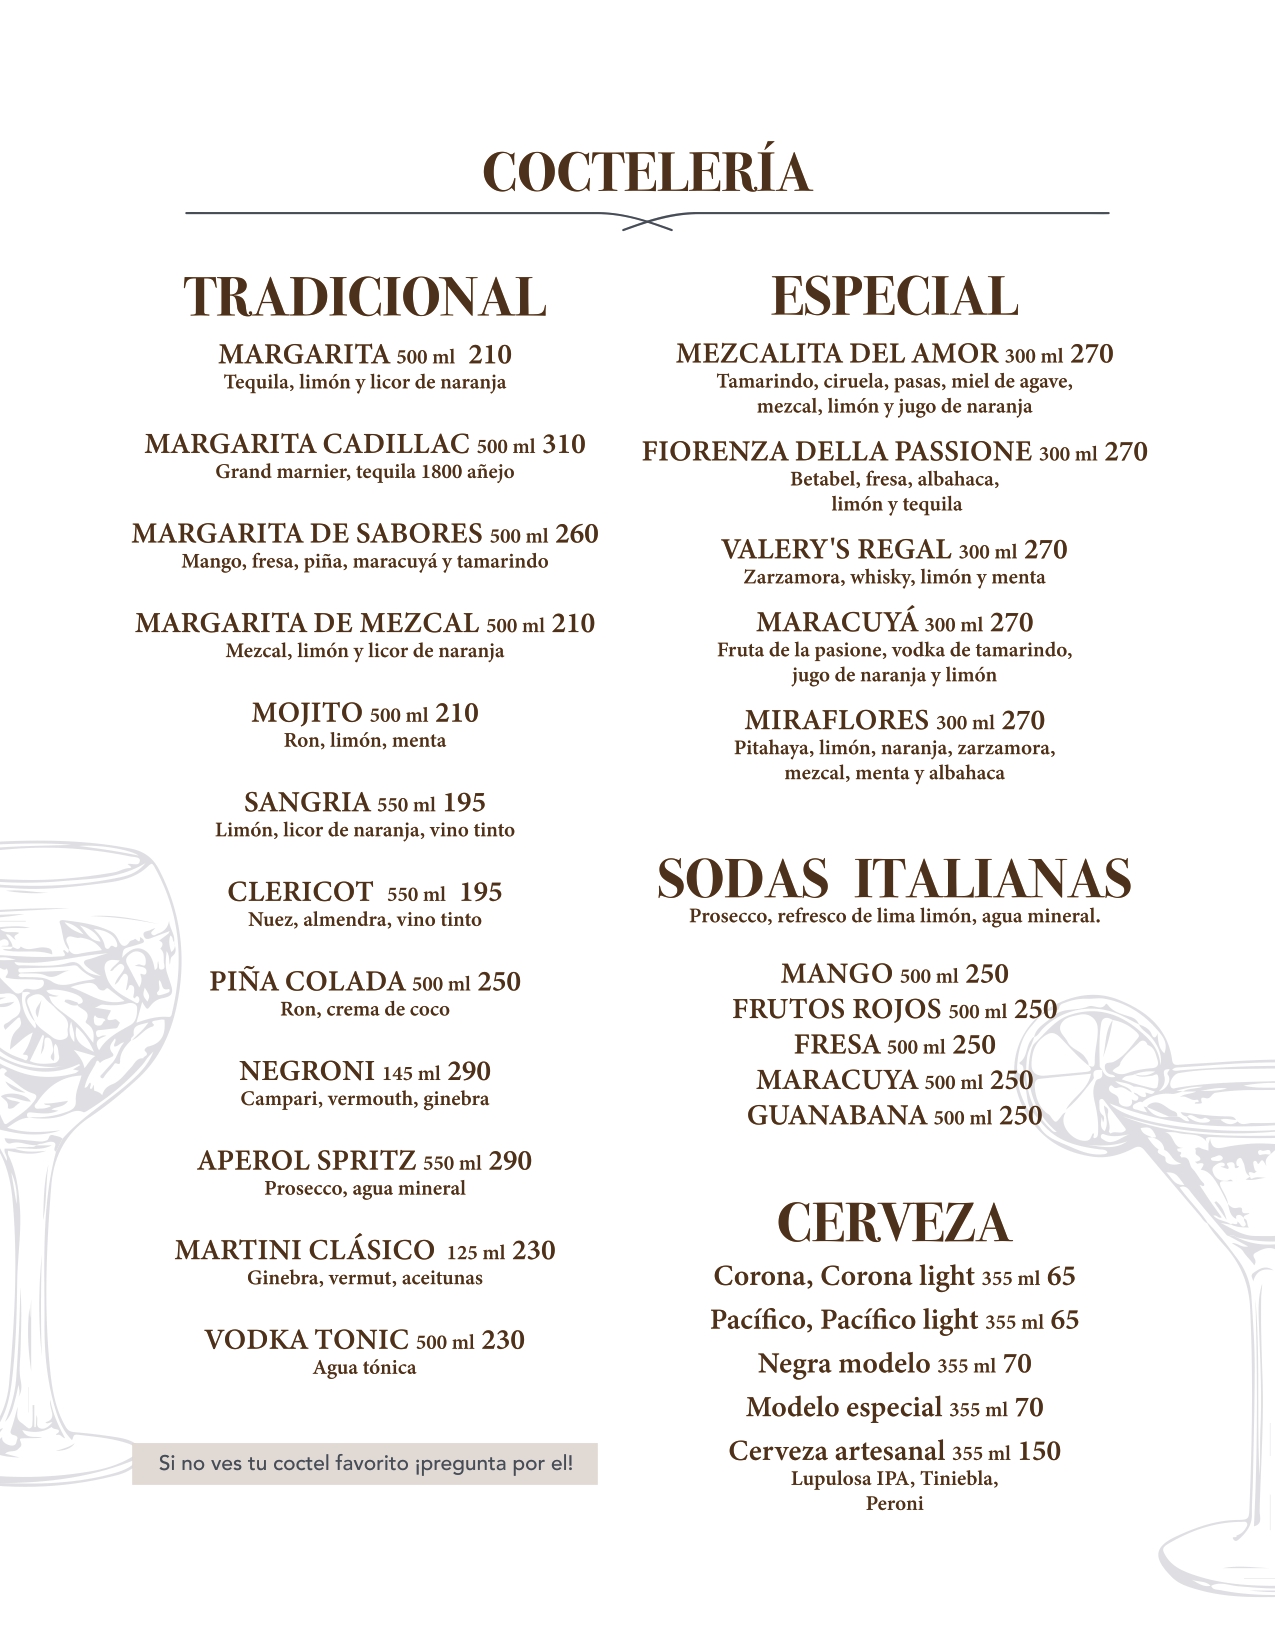 COCTELERÍA
TRADICIONAL
MARGARITA 500 ml 210
Tequila, limón y licor de naranja
MARGARITA CADILLAC 500 ml 310
Grand marnier, tequila 1800 añejo
MARGARITA DE SABORES 500 ml 260
Mango, fresa, piña, maracuyá y tamarindo
MARGARITA DE MEZCAL 500 ml 210
Mezcal, limón y licor de naranja
MOJITO 500 ml 210
Ron, limón, menta
SANGRIA 550 ml 195
Limón, licor de naranja, vino tinto
CLERICOT 550 ml 195
Nuez, almendra, vino tinto
PIÑA COLADA 500 ml 250
Ron, crema de coco
NEGRONI 145 ml 290
Campari, vermouth, ginebra
APEROL SPRITZ 550 ml 290
Prosecco, agua mineral
MARTINI CLÁSICO 125 ml 230
Ginebra, vermut, aceitunas
VODKA TONIC 500 ml 230
Agua tónica
Si no ves tu coctel favorito ¡pregunta por el!
ESPECIAL
MEZCALITA DEL AMOR 300 ml 270
Tamarindo, ciruela, pasas, miel de agave,
mezcal, limón y jugo de naranja
FIORENZA DELLA PASSIONE 300 ml 270
Betabel, fresa, albahaca,
limón y tequila
VALERY'S REGAL 300 ml 270
Zarzamora, whisky, limón y menta
MARACUYÁ 300 ml 270
Fruta de la pasione, vodka de tamarindo,
jugo de naranja y limón
MIRAFLORES 300 ml 270
Pitahaya, limón, naranja, zarzamora,
mezcal, menta y albahaca
SODAS ITALIANAS
Prosecco, refresco de lima limón, agua mineral.
MANGO 500 ml 250
FRUTOS ROJOS 500 ml 250
FRESA 500 ml 250
MARACUYA 500 ml 250
GUANABANA 500 ml 250
CERVEZA
Corona, Corona light 355 ml 65
Pacífico, Pacífico light 355 ml 65
Negra modelo 355 ml 70
Modelo especial 355 ml 70
Cerveza artesanal 355 ml 150
Lupulosa IPA, Tiniebla,
Peroni